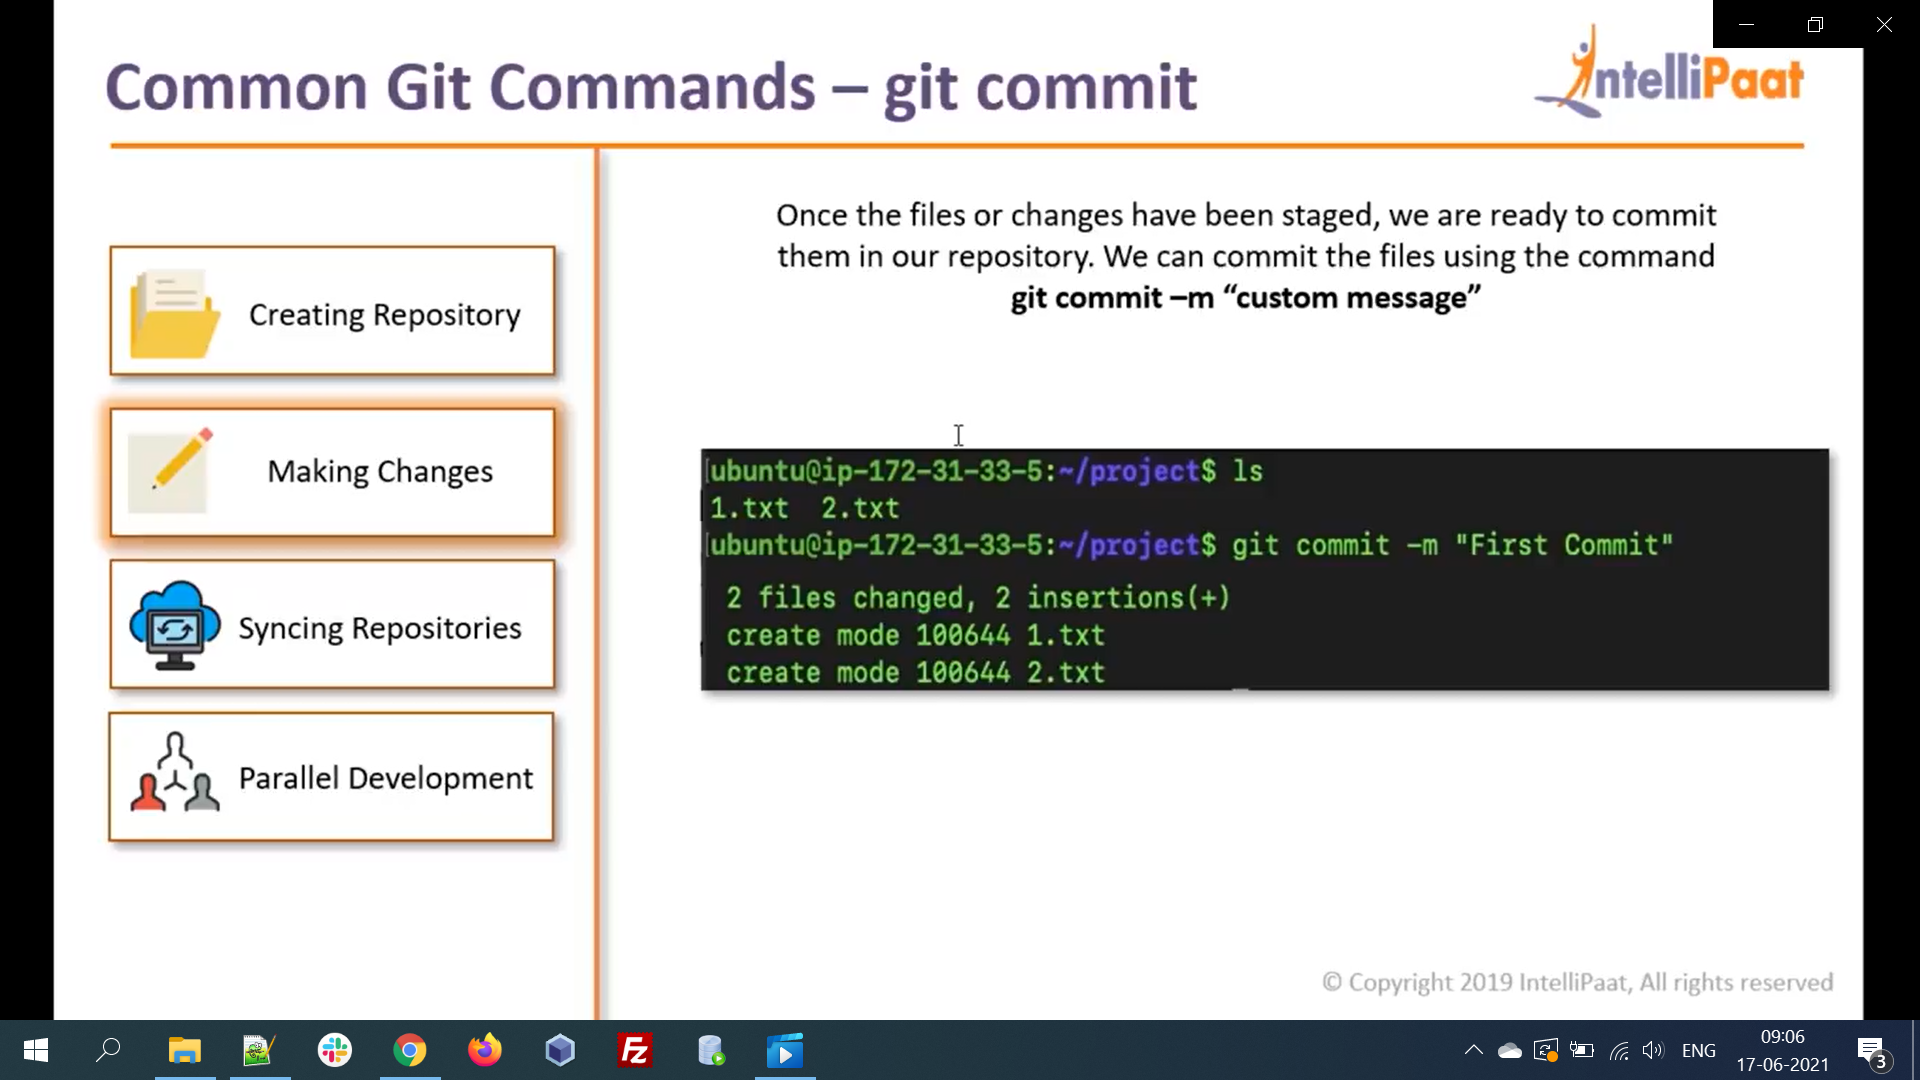 Common Git Commands – git commit
IntelliPaat
Creating Repository
Making Changes
Syncing Repositories
Parallel Development
Once the files or changes have been staged, we are ready to commit
them in our repository. We can commit the files using the command
git commit –m “custom message”
ubuntu@ip-172-31-33-5:~/project$ ls
1.txt 2.txt
ubuntu@ip-172-31-33-5:~/project$ git commit -m "First Commit"
2 files changed, 2 insertions(+)
create mode 100644 1.txt
create mode 100644 2.txt
© Copyright 2019 IntelliPaat, All rights reserved
Fz
ENG
09:06
17-06-2021
3